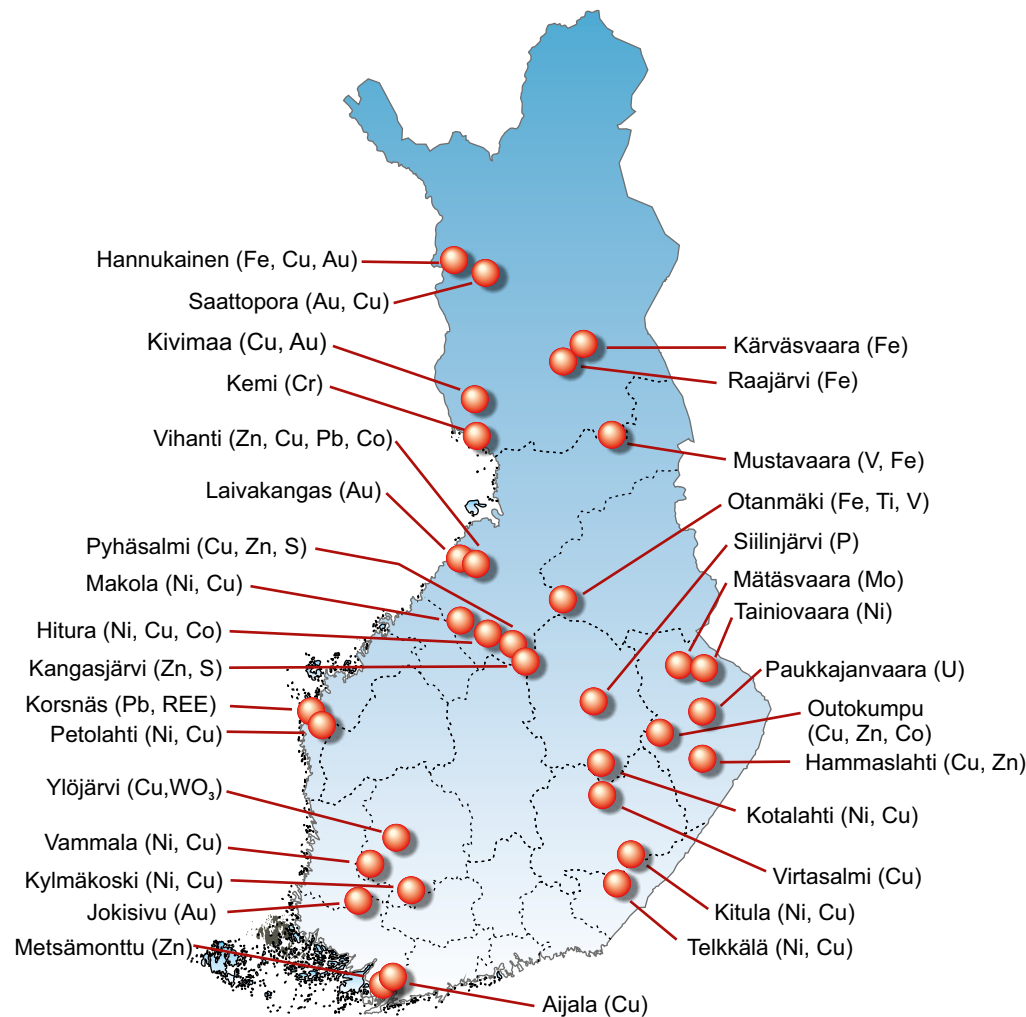 Hannukainen (Fe, Cu, Au)
Saattopora (Au, Cu)
Kivimaa (Cu, Au)
Kemi (Cr)
Vihanti (Zn, Cu, Pb, Co)
Laivakangas (Au)
Pyhäsalmi (Cu, Zn, S)
Makola (Ni, Cu)
Hitura (Ni, Cu, Co)
Kangasjärvi (Zn, S)
Korsnäs (Pb, REE)
Petolahti (Ni, Cu)
Ylöjärvi (Cu,WO₃)
Vammala (Ni, Cu)
Kylmäkoski (Ni, Cu)
Jokisivu (Au)
Metsämonttu (Zn)
Kärväsvaara (Fe)
Raajärvi (Fe)
Mustavaara (V, Fe)
Otanmäki (Fe, Ti, V)
Siilinjärvi (P)
Mätäsvaara (Mo)
Tainiovaara (Ni)
Paukkajanvaara (U)
Outokumpu
(Cu, Zn, Co)
Hammaslahti (Cu, Zn)
Kotalahti (Ni, Cu)
Virtasalmi (Cu)
Kitula (Ni, Cu)
Telkkälä (Ni, Cu)
Aijala (Cu)